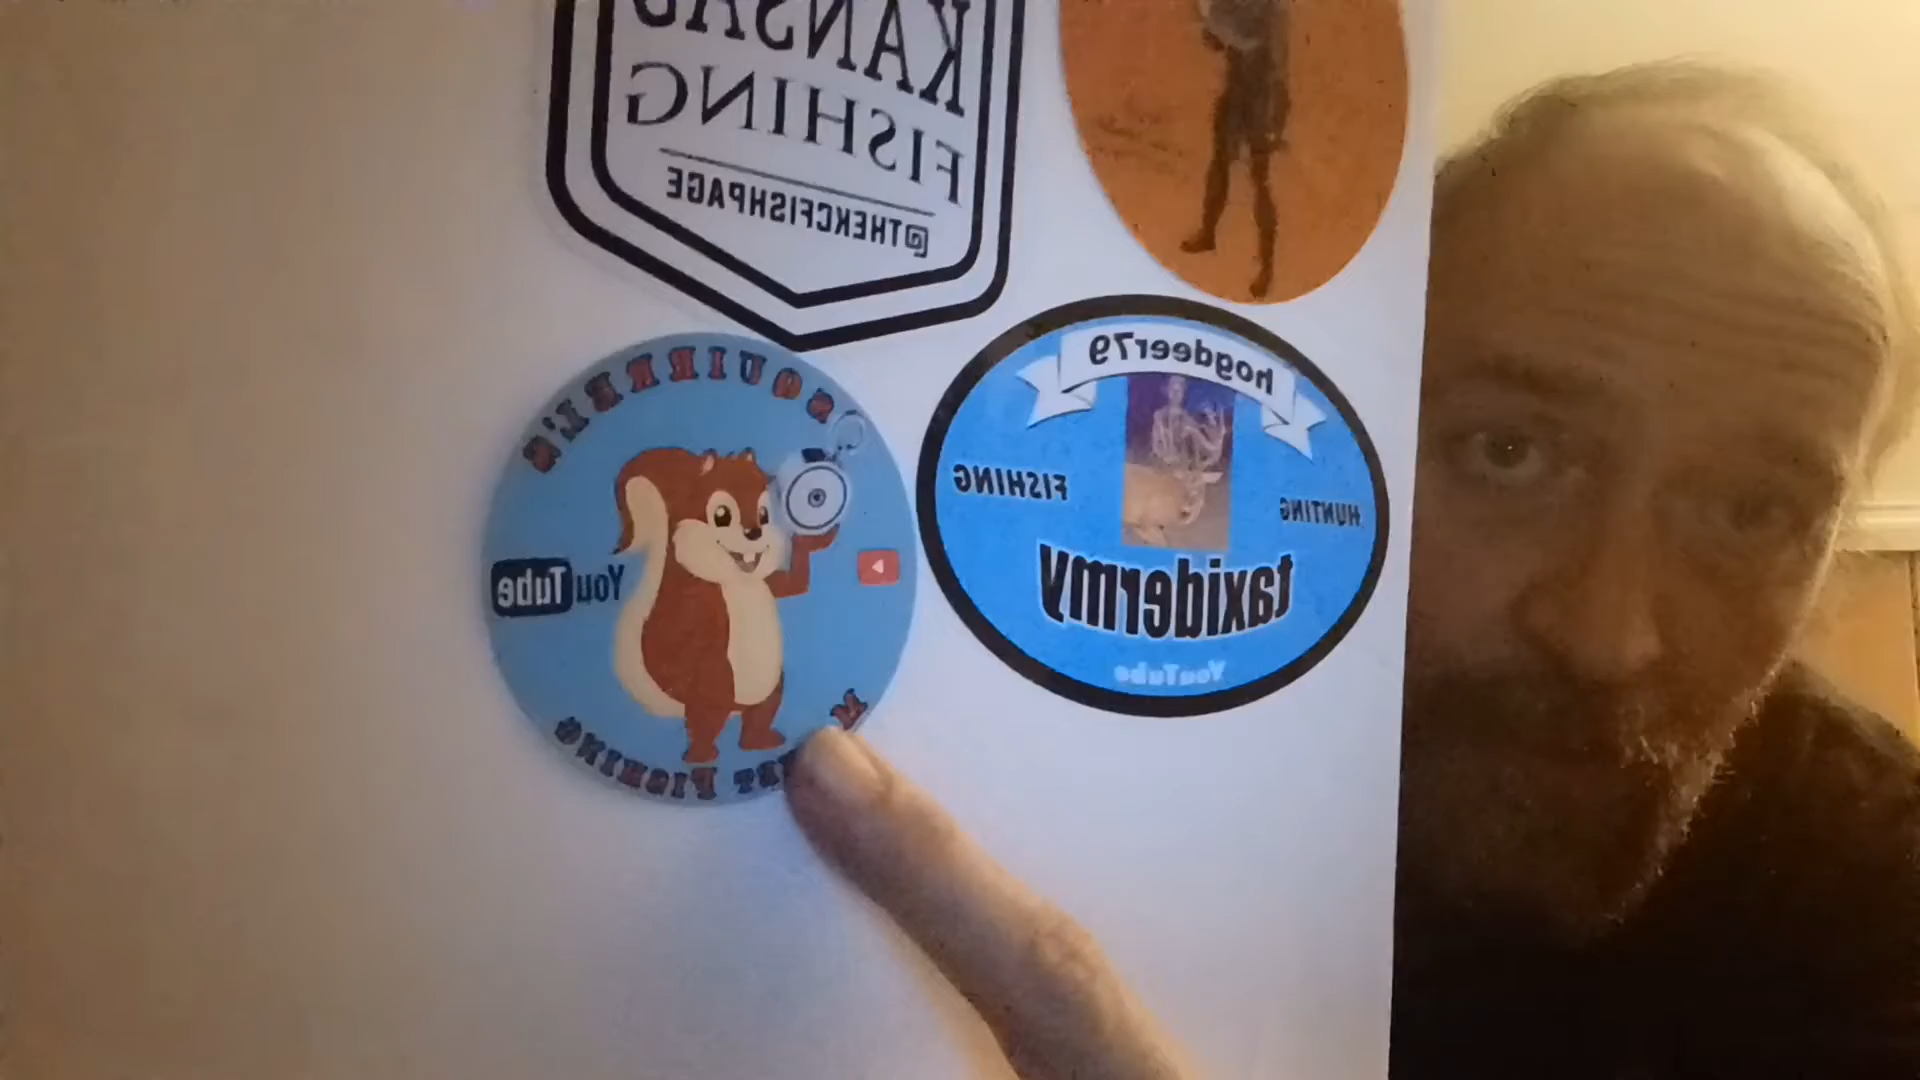 KANSAS
FISHING
@THEKCFISHPAGE
SQUIRREL'S
YouTube
FISHING
hogdeer79
HUNTING
FISHING
taxidermy
YouTube